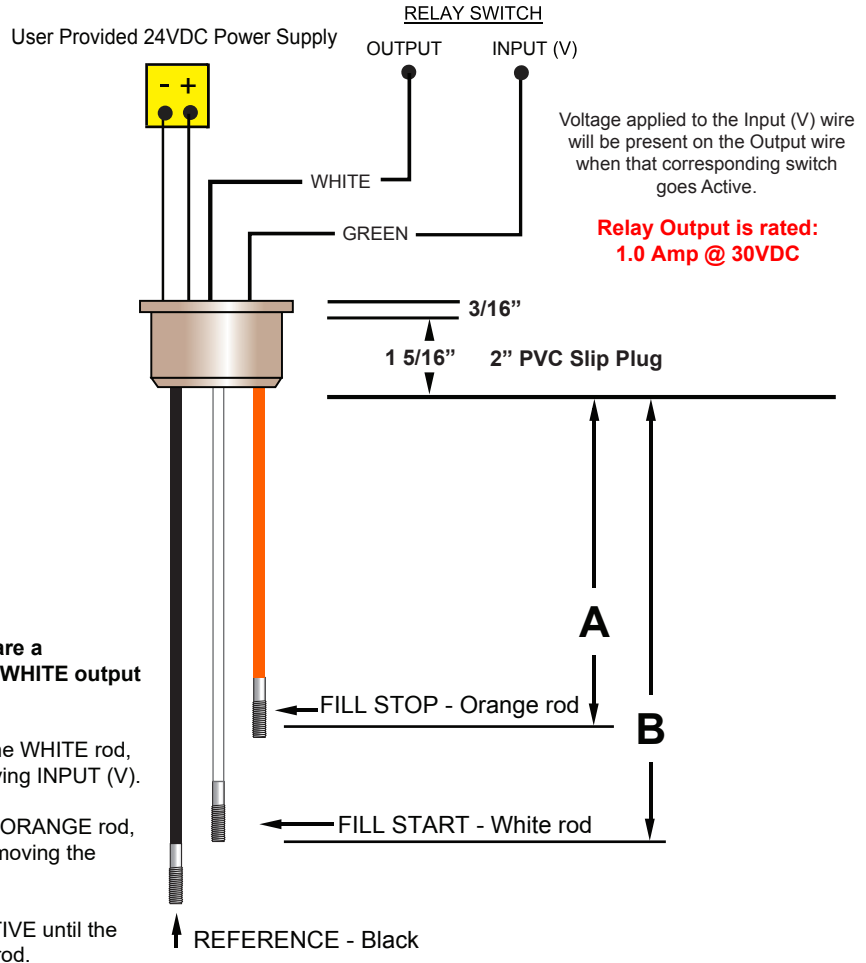 RELAY SWITCH
User Provided 24VDC Power Supply
OUTPUT
INPUT (V)
- +
Voltage applied to the Input (V) wire
will be present on the Output wire
when that corresponding switch
goes Active.
WHITE
GREEN
Relay Output is rated:
1.0 Amp @ 30VDC
3/16”
1 5/16”
2” PVC Slip Plug
A
B
are a
WHITE output
FILL STOP - Orange rod
WHITE rod,
ing INPUT (V).
FILL START - White rod
ORANGE rod,
moving the
TIVE until the
rod.
REFERENCE - Black